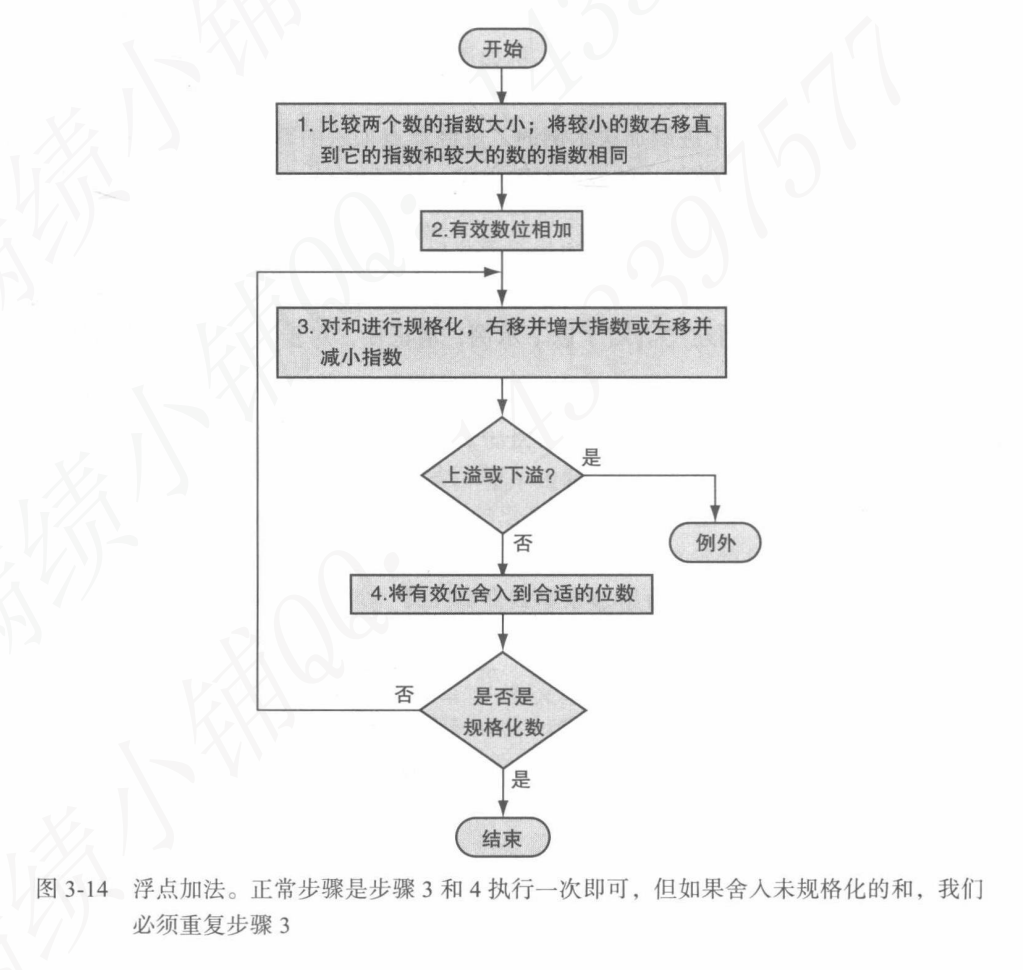 开始
1. 比较两个数的指数大小；将较小的数右移直
到它的指数和较大的数的指数相同
2.有效数位相加
3. 对和进行规格化，右移并增大指数或左移并
减小指数
上溢或下溢？
是
例外
否
4.将有效位舍入到合适的位数
否
是否是
规格化数
是
结束
图 3-14 浮点加法。正常步骤是步骤 3 和 4 执行一次即可，但如果舍入未规格化的和，我们
必须重复步骤 3